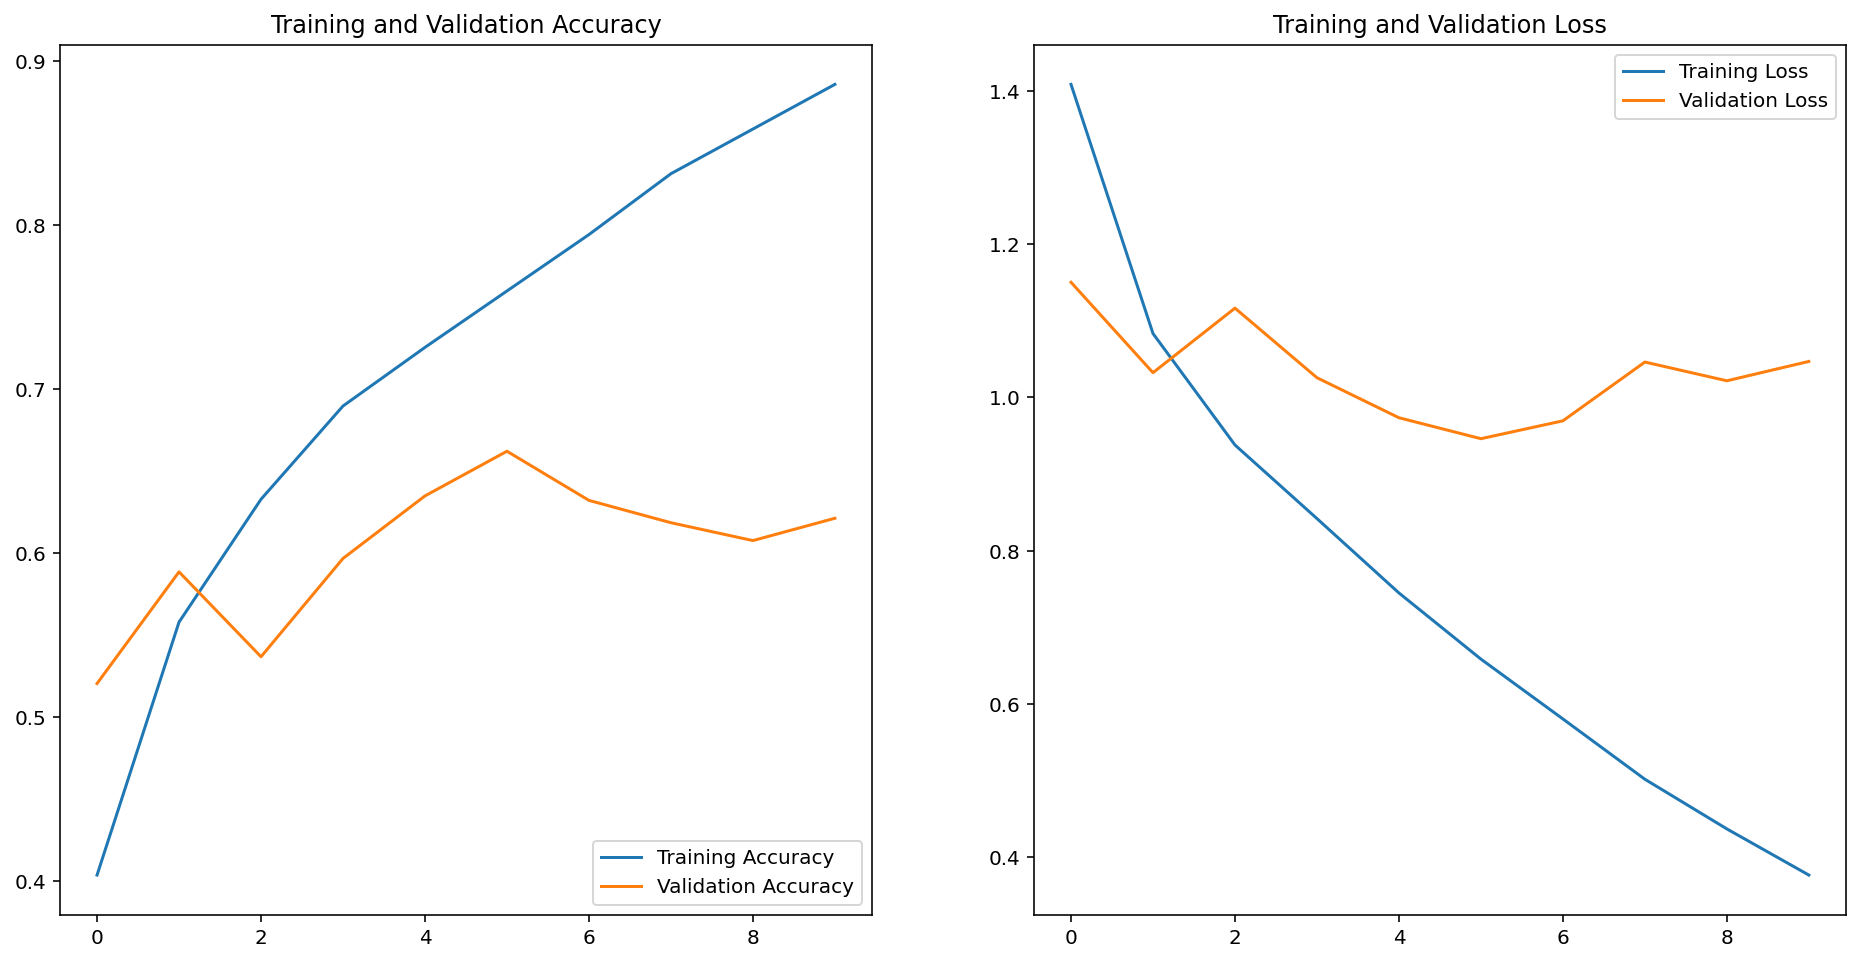 Training and Validation Accuracy
0.9
0.8
0.7
0.6
0.5
0.4
0 2 4 6 8
Training Accuracy
Validation Accuracy
Training and Validation Loss
1.4
1.2
1.0
0.8
0.6
0.4
0 2 4 6 8
Training Loss
Validation Loss